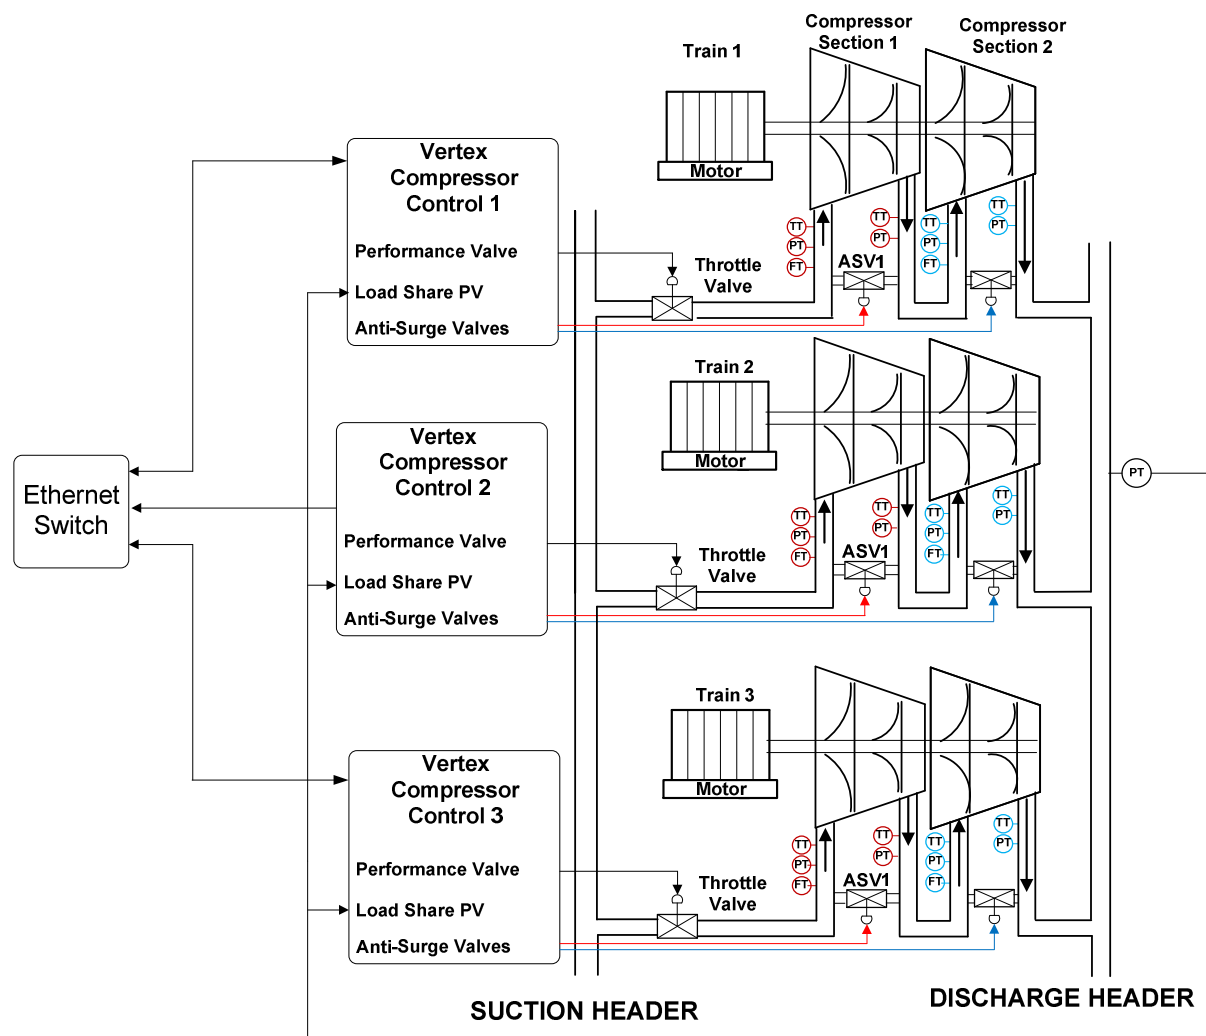 Compressor
Section 1
Compressor
Section 2
Train 1
Motor
Vertex
Compressor
Control 1
Performance Valve
Load Share PV
Anti-Surge Valves
Throttle
Valve
TT
PT
FT
TT
PT
ASV1
TT
PT
FT
TT
PT
Train 2
Motor
Ethernet
Switch
Vertex
Compressor
Control 2
Performance Valve
Load Share PV
Anti-Surge Valves
Throttle
Valve
TT
PT
FT
TT
PT
ASV1
TT
PT
FT
TT
PT
PT
Train 3
Motor
Vertex
Compressor
Control 3
Performance Valve
Load Share PV
Anti-Surge Valves
Throttle
Valve
TT
PT
FT
TT
PT
ASV1
TT
PT
FT
TT
PT
SUCTION HEADER
DISCHARGE HEADER